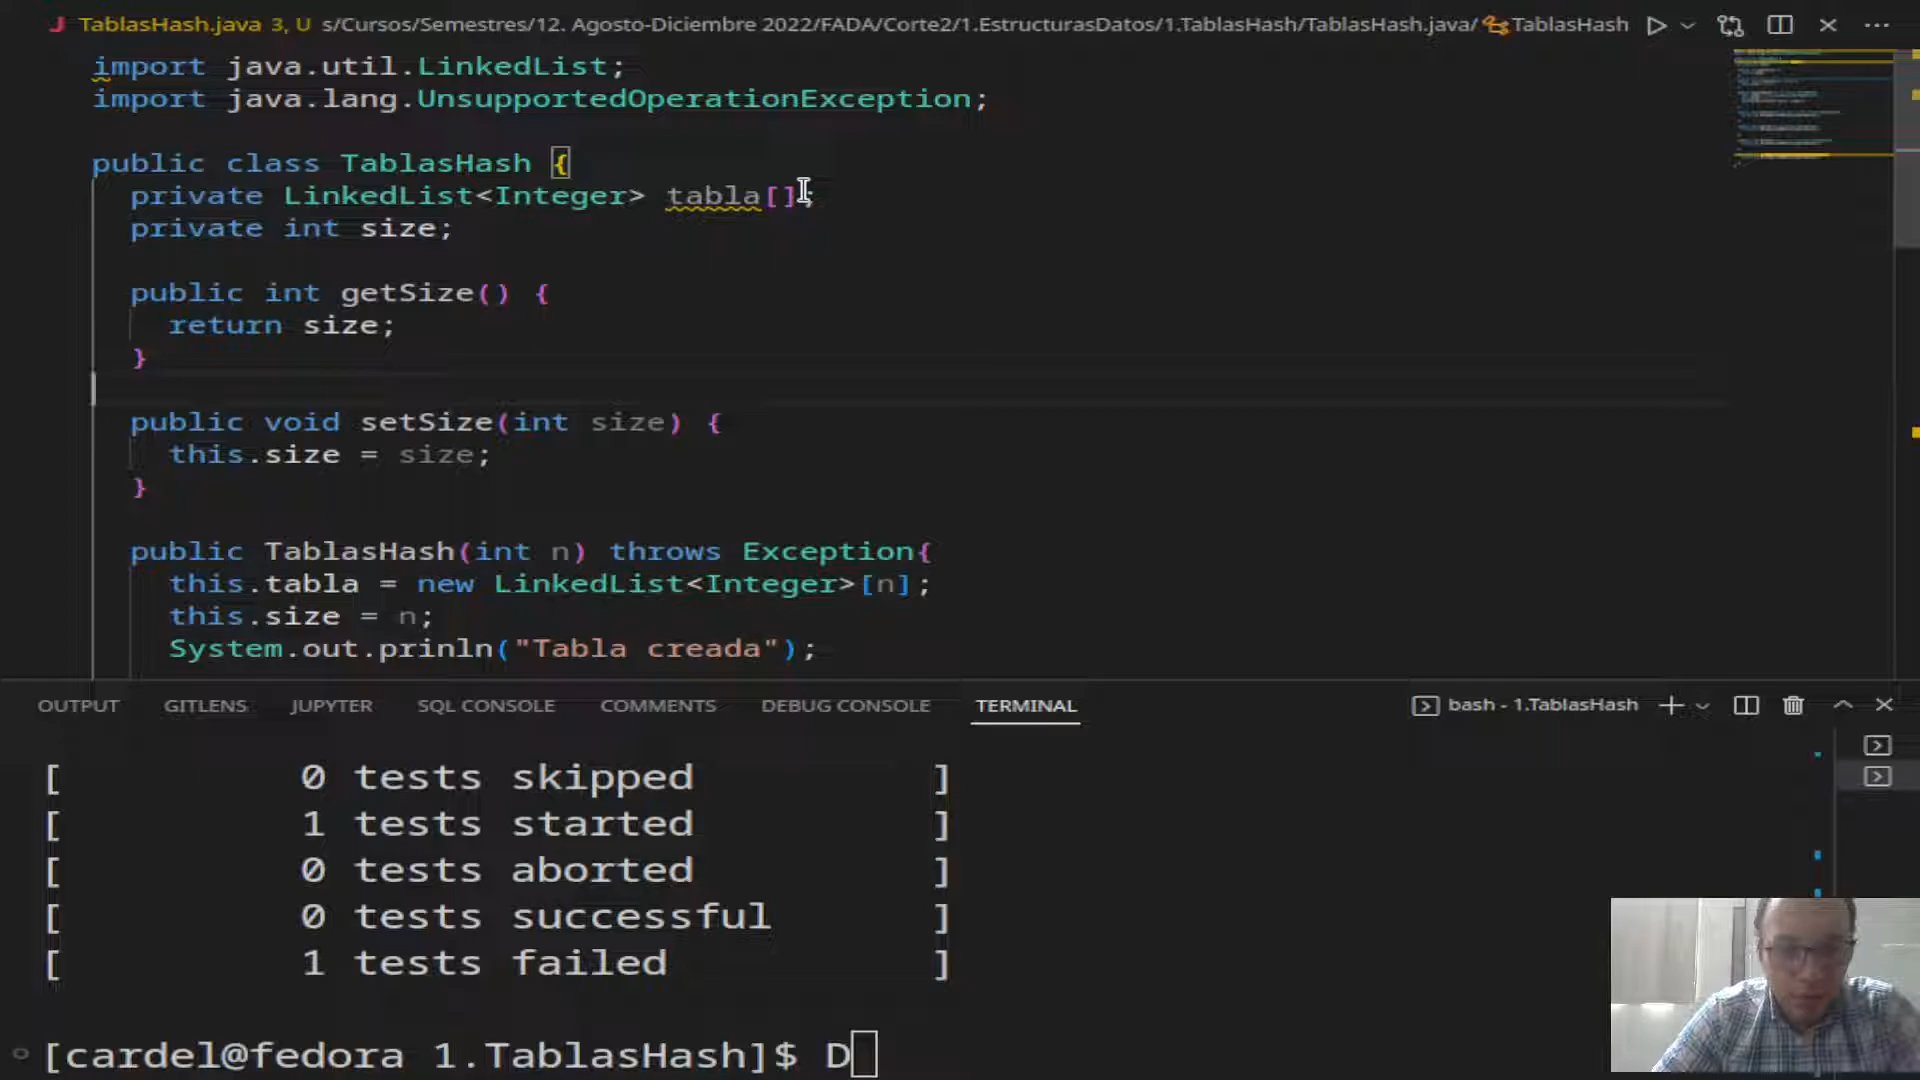 TablasHash.java 3, U s/Cursos/Semestres/12. Agosto-Diciembre 2022/FADA/Corte2/1.EstructurasDatos/1.TablasHash/TablasHash.java/ TablasHash
import java.util.LinkedList;
import java.lang.UnsupportedOperationException;
public class TablasHash {
private LinkedList<Integer> tabla[];
private int size;
public int getSize() {
return size;
}
public void setSize(int size) {
this.size = size;
}
public TablasHash(int n) throws Exception{
this.tabla = new LinkedList<Integer>[n];
this.size = n;
System.out.prinln("Tabla creada");
OUTPUT GITLENS JUPYTER SQL CONSOLE COMMENTS DEBUG CONSOLE TERMINAL bash - 1.TablasHash
[ 0 tests skipped ]
[ 1 tests started ]
[ 0 tests aborted ]
[ 0 tests successful ]
[ 1 tests failed ]
[cardel@fedora 1.TablasHash]$ D